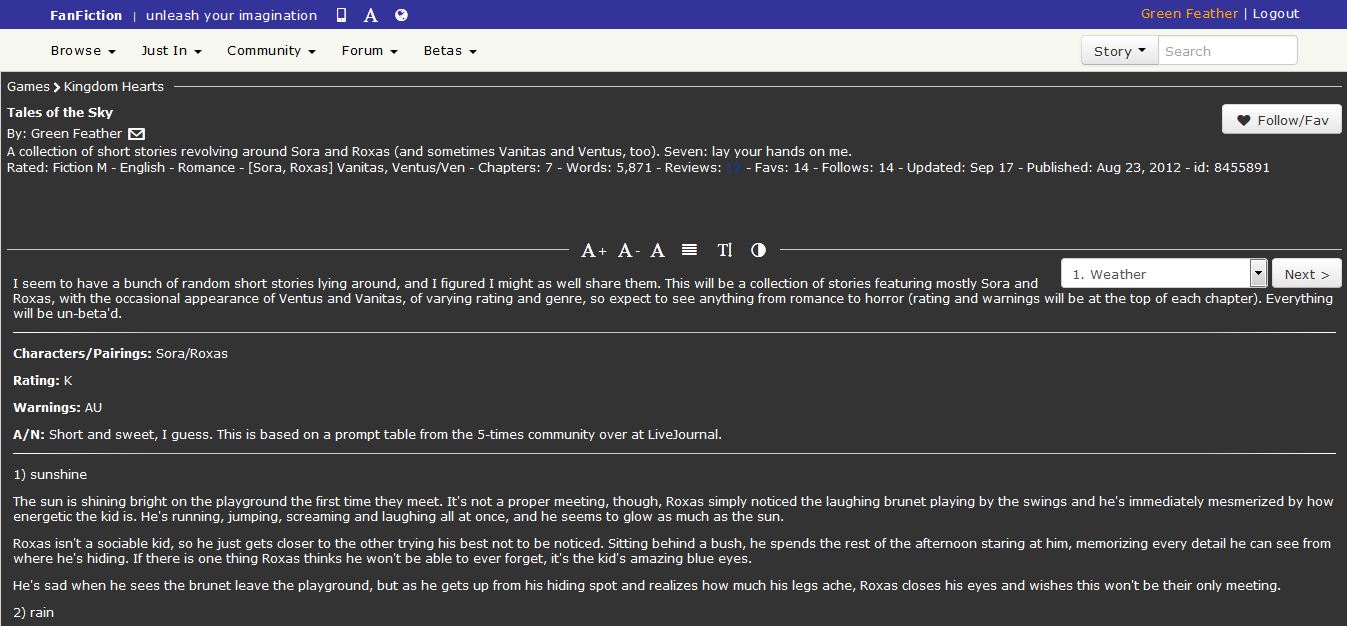 FanFiction | unleash your imagination A
Green Feather | Logout
Browse Just In Community Forum Betas
Story Search
Games Kingdom Hearts
Tales of the Sky
Follow/Fav
By: Green Feather
A collection of short stories revolving around Sora and Roxas (and sometimes Vanitas and Ventus, too). Seven: lay your hands on me.
Rated: Fiction M - English - Romance - [Sora, Roxas] Vanitas, Ventus/Ven - Chapters: 7 - Words: 5,871 - Reviews: 12 - Favs: 14 - Follows: 14 - Updated: Sep 17 - Published: Aug 23, 2012 - id: 8455891
A+ A- A T
1. Weather
Next >
I seem to have a bunch of random short stories lying around, and I figured I might as well share them. This will be a collection of stories featuring mostly Sora and
Roxas, with the occasional appearance of Ventus and Vanitas, of varying rating and genre, so expect to see anything from romance to horror (rating and warnings will be at the top of each chapter). Everything
will be un-beta'd.
Characters/Pairings: Sora/Roxas
Rating: K
Warnings: AU
A/N: Short and sweet, I guess. This is based on a prompt table from the 5-times community over at LiveJournal.
1) sunshine
The sun is shining bright on the playground the first time they meet. It's not a proper meeting, though, Roxas simply noticed the laughing brunet playing by the swings and he's immediately mesmerized by how
energetic the kid is. He's running, jumping, screaming and laughing all at once, and he seems to glow as much as the sun.
Roxas isn't a sociable kid, so he just gets closer to the other trying his best not to be noticed. Sitting behind a bush, he spends the rest of the afternoon staring at him, memorizing every detail he can see from
where he's hiding. If there is one thing Roxas thinks he won't be able to ever forget, it's the kid's amazing blue eyes.
He's sad when he sees the brunet leave the playground, but as he gets up from his hiding spot and realizes how much his legs ache, Roxas closes his eyes and wishes this won't be their only meeting.
2) rain